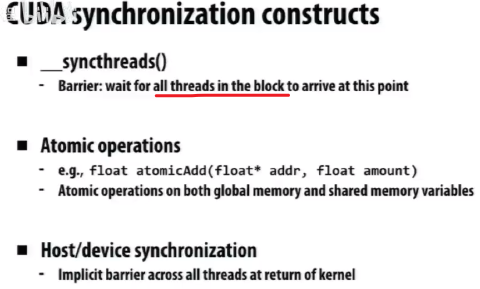 CUDA synchronization constructs
■ __syncthreads()
- Barrier: wait for all threads in the block to arrive at this point
■ Atomic operations
- e.g., float atomicAdd(float* addr, float amount)
- Atomic operations on both global memory and shared memory variables
■ Host/device synchronization
- Implicit barrier across all threads at return of kernel